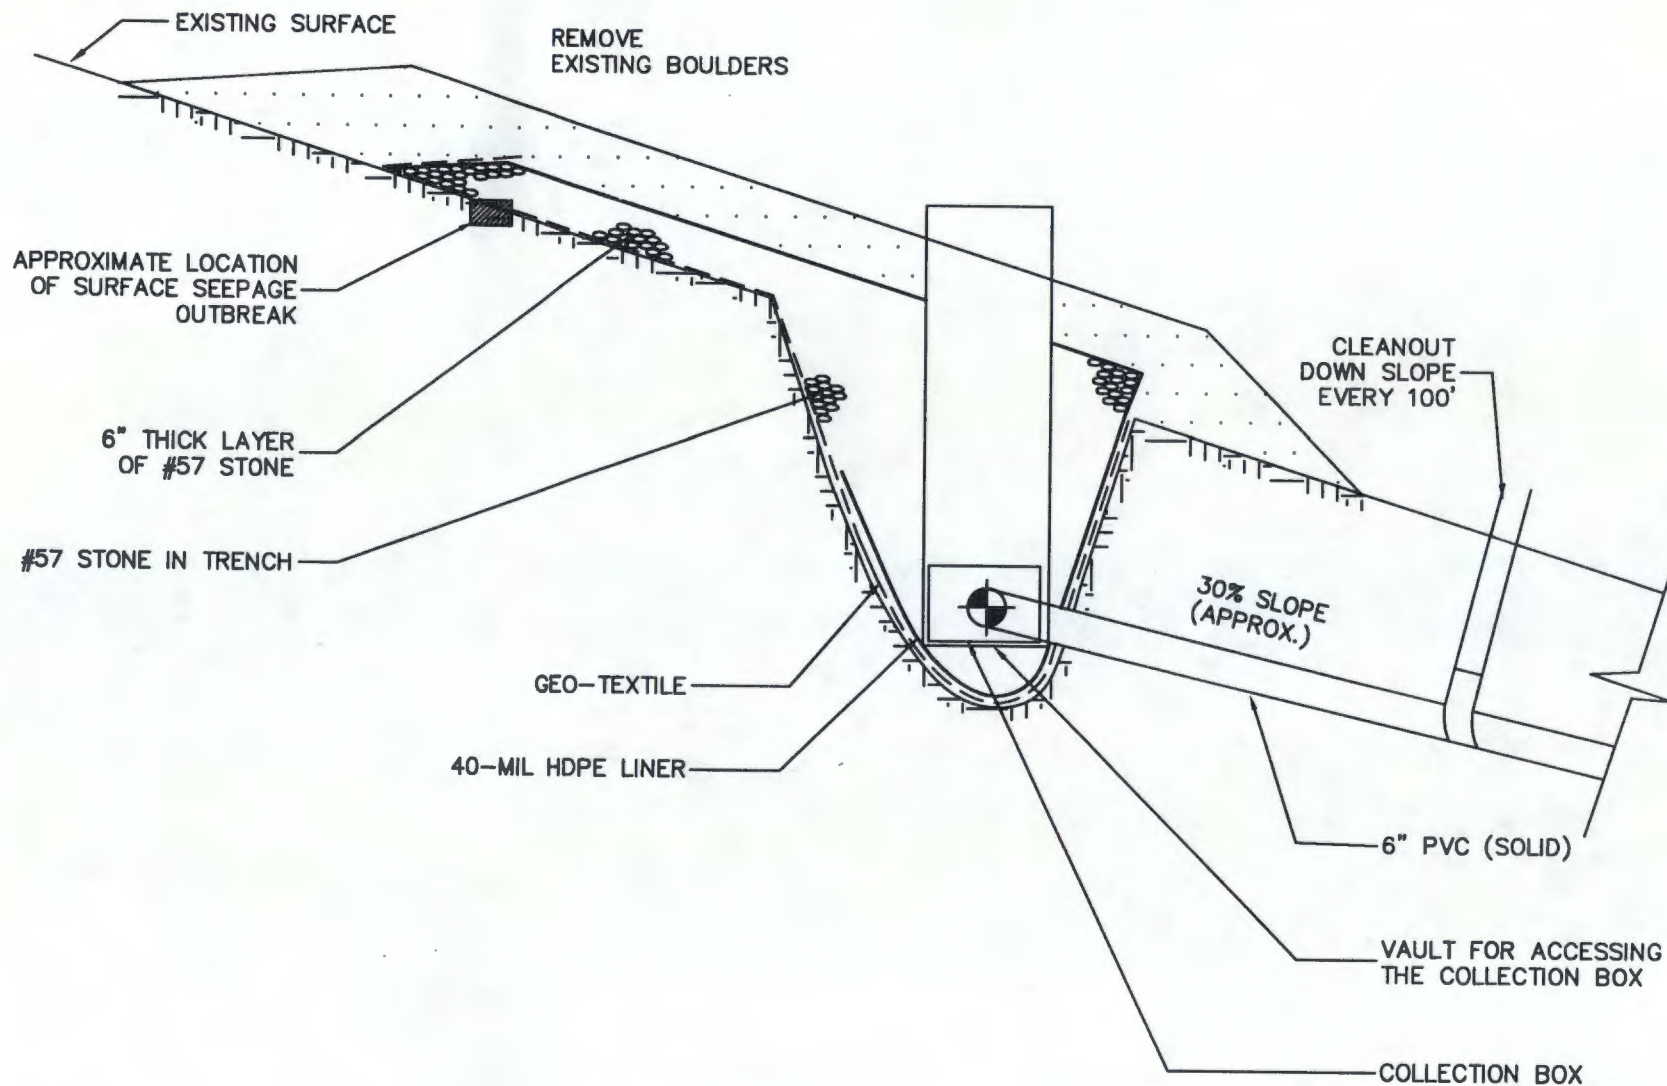 EXISTING SURFACE
REMOVE
EXISTING BOULDERS
APPROXIMATE LOCATION
OF SURFACE SEEPAGE
OUTBREAK
CLEANOUT
DOWN SLOPE
EVERY 100'
6" THICK LAYER
OF #57 STONE
#57 STONE IN TRENCH
30% SLOPE
(APPROX.)
GEO-TEXTILE
40-MIL HDPE LINER
6" PVC (SOLID)
VAULT FOR ACCESSING
THE COLLECTION BOX
COLLECTION BOX